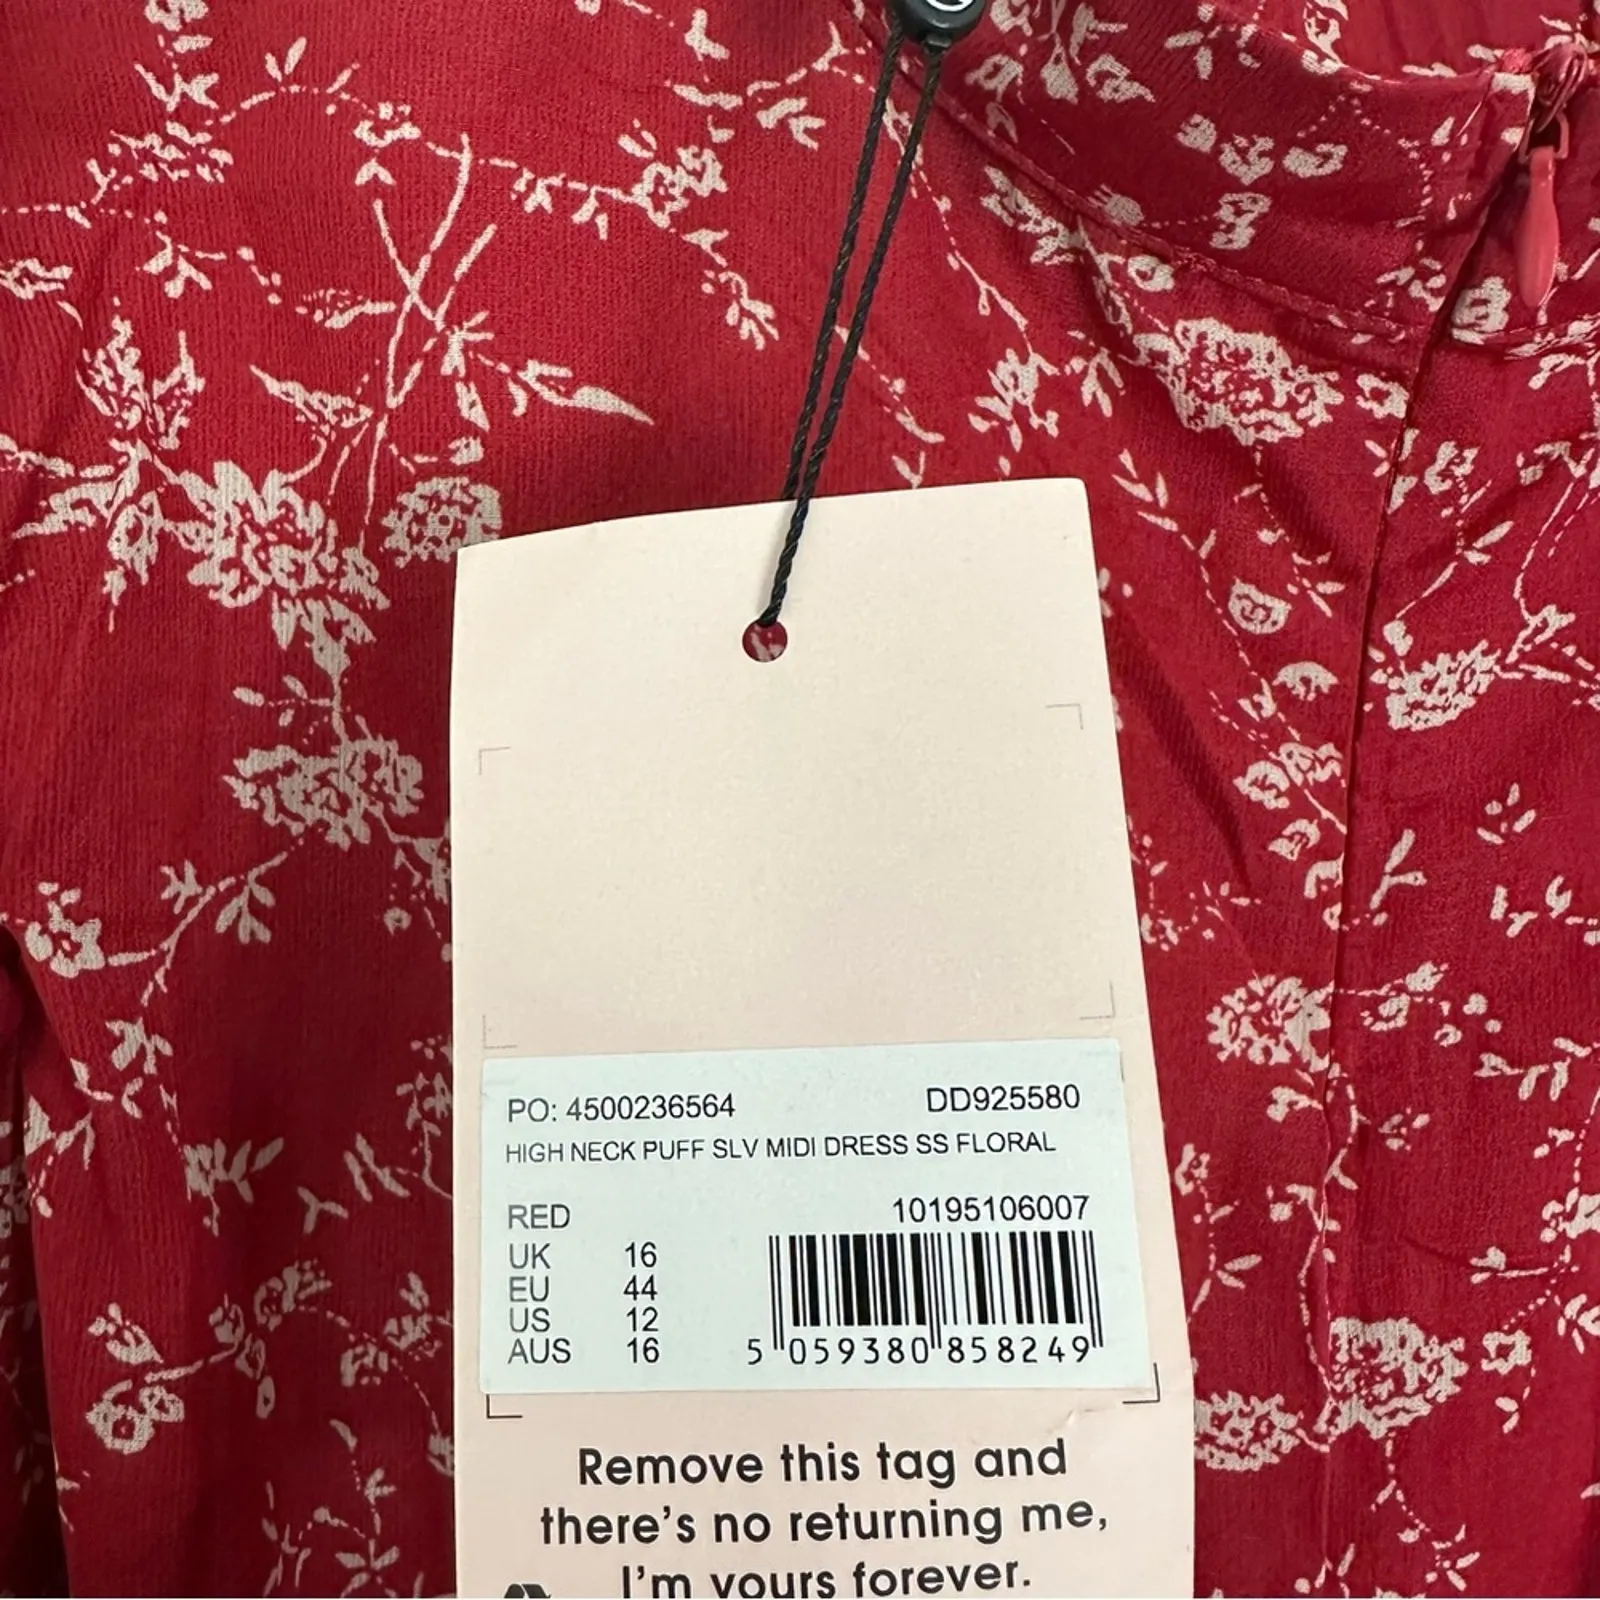 PO: 4500236564 DD925580
HIGH NECK PUFF SLV MIDI DRESS SS FLORAL
RED 10195106007
UK 16
EU 44
US 12
AUS 16
5 059380 858249
Remove this tag and
there's no returning me,
I'm yours forever.